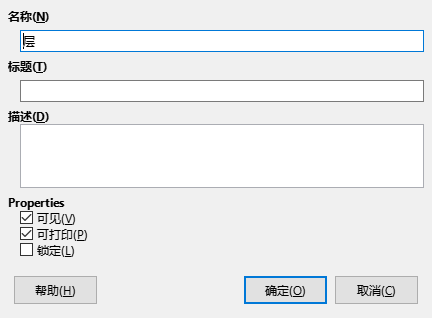 名称(N)
层
标题(T)
描述(D)
Properties
可见(V)
可打印(P)
锁定(L)
帮助(H) 确定(O) 取消(C)